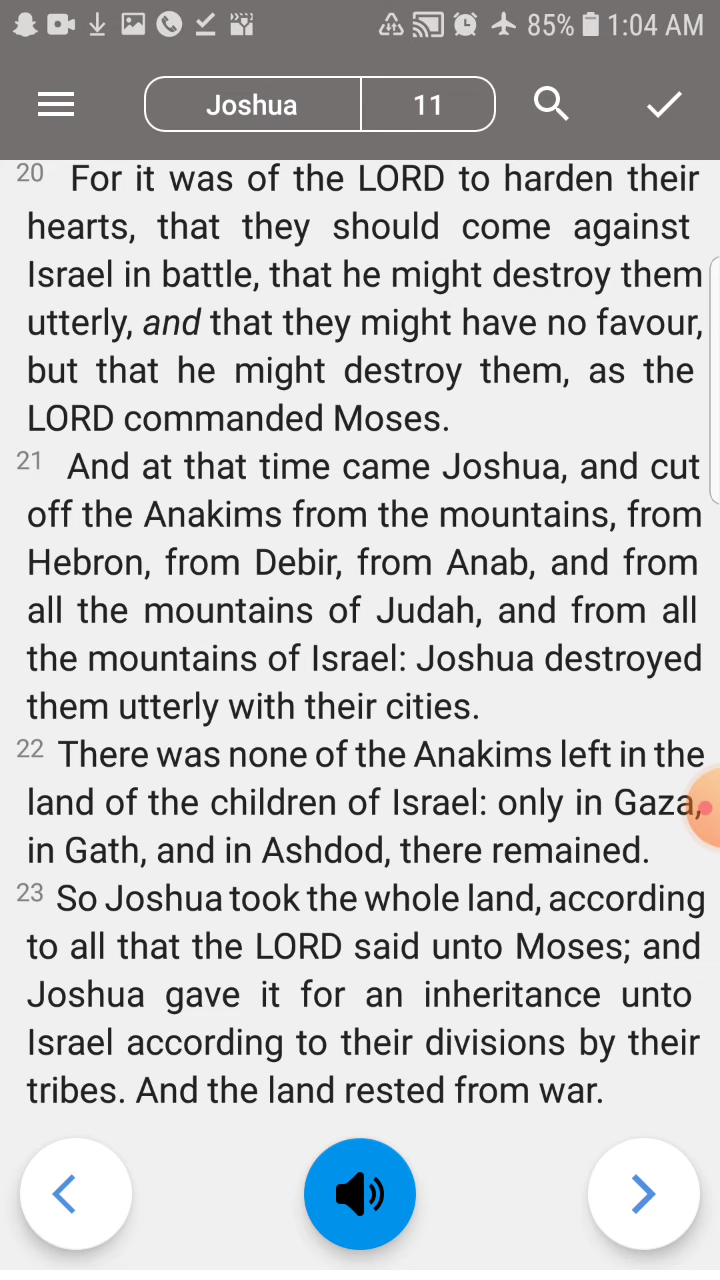 85% 1:04 AM
Joshua 11
20 For it was of the LORD to harden their
hearts, that they should come against
Israel in battle, that he might destroy them
utterly, and that they might have no favour,
but that he might destroy them, as the
LORD commanded Moses.
21 And at that time came Joshua, and cut
off the Anakims from the mountains, from
Hebron, from Debir, from Anab, and from
all the mountains of Judah, and from all
the mountains of Israel: Joshua destroyed
them utterly with their cities.
22 There was none of the Anakims left in the
land of the children of Israel: only in Gaza,
in Gath, and in Ashdod, there remained.
23 So Joshua took the whole land, according
to all that the LORD said unto Moses; and
Joshua gave it for an inheritance unto
Israel according to their divisions by their
tribes. And the land rested from war.